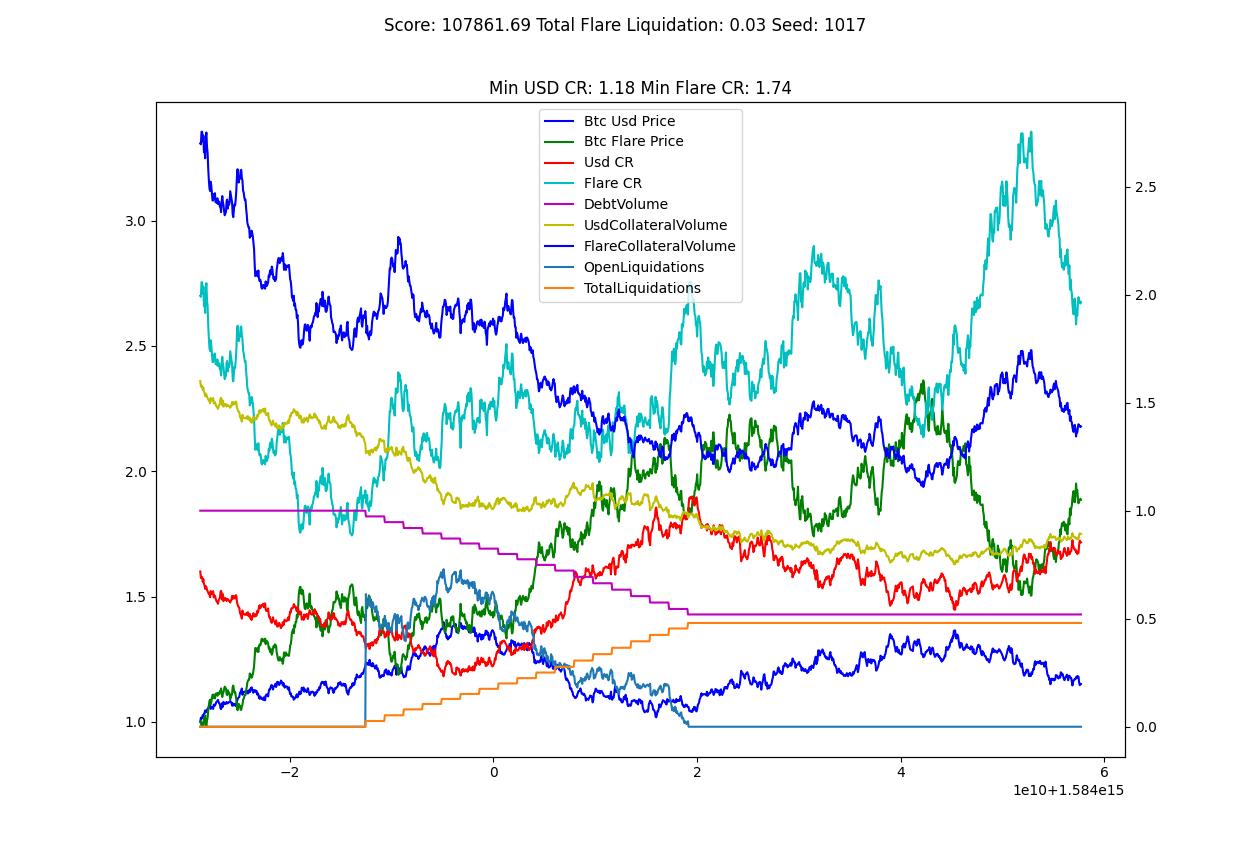 Score: 107861.69 Total Flare Liquidation: 0.03 Seed: 1017
Min USD CR: 1.18 Min Flare CR: 1.74
Btc Usd Price
Btc Flare Price
Usd CR
Flare CR
DebtVolume
UsdCollateralVolume
FlareCollateralVolume
OpenLiquidations
TotalLiquidations
3.0
2.5
2.0
1.5
1.0
2.5
2.0
1.5
1.0
0.5
0.0
−2 0 2 4 6
1e10+1.584e15